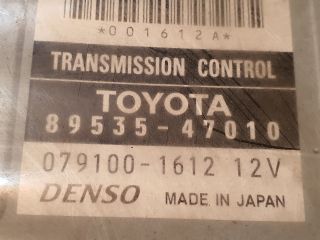 *001612A*
TRANSMISSION CONTROL
TOYOTA
89535-47010
079100-1612 12V
DENSO MADE IN JAPAN